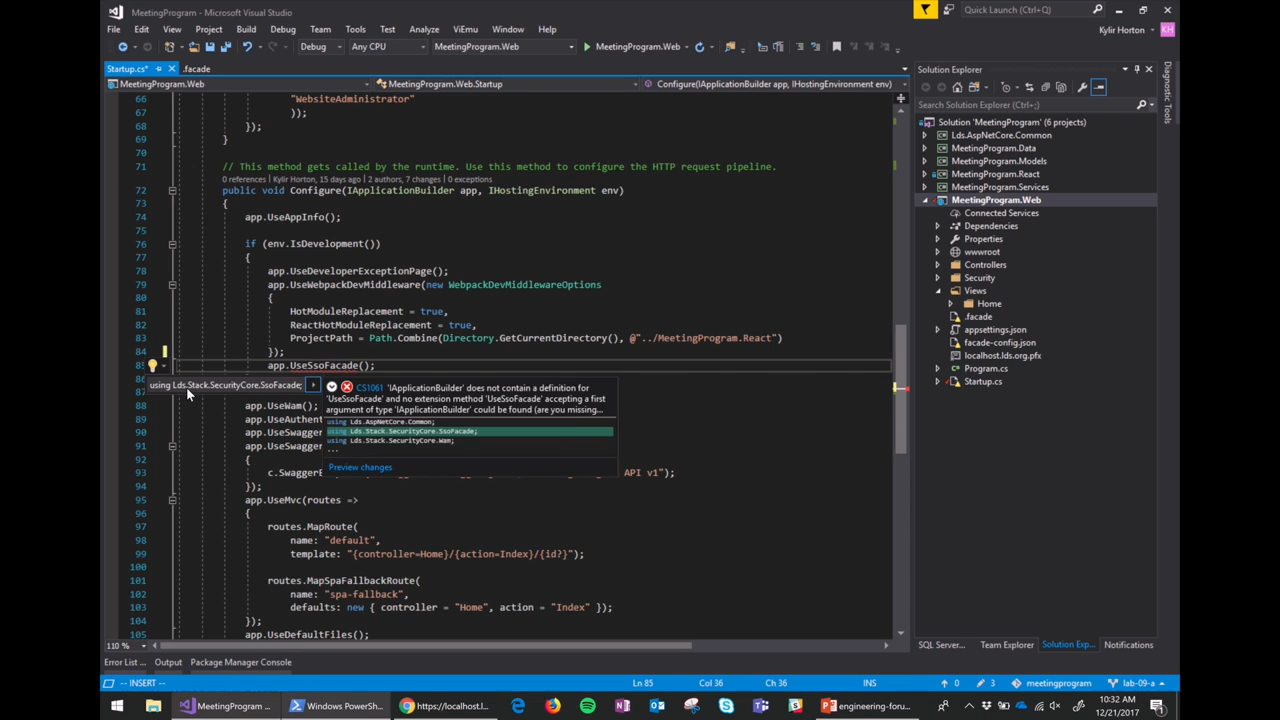 MeetingProgram - Microsoft Visual Studio
Quick Launch (Ctrl+Q)
File Edit View Project Build Debug Team Tools Test Analyze VsVim Window Help
Kylir Horton KH
Debug Any CPU MeetingProgram.Web MeetingProgram.Web
Startup.cs* .facade
MeetingProgram.Web MeetingProgram.Web.Startup Configure(IApplicationBuilder app, IHostingEnvironment env)
66 "WebsiteAdministrator"
67 ));
68 });
69 }
70
71 // This method gets called by the runtime. Use this method to configure the HTTP request pipeline.
0 references | Kylir Horton, 15 days ago | 2 authors, 7 changes | 0 exceptions
72 public void Configure(IApplicationBuilder app, IHostingEnvironment env)
73 {
74 app.UseAppInfo();
75
76 if (env.IsDevelopment())
77 {
78 app.UseDeveloperExceptionPage();
79 app.UseWebpackDevMiddleware(new WebpackDevMiddlewareOptions
80 {
81 HotModuleReplacement = true,
82 ReactHotModuleReplacement = true,
83 ProjectPath = Path.Combine(Directory.GetCurrentDirectory(), @"../MeetingProgram.React")
84 });
85 app.UseSsoFacade();
86
using Lds.Stack.SecurityCore.SsoFacade;
CS1061 'IApplicationBuilder' does not contain a definition for
'UseSsoFacade' and no extension method 'UseSsoFacade' accepting a first
argument of type 'IApplicationBuilder' could be found (are you missing...
using Lds.AspNetCore.Common;
using Lds.Stack.SecurityCore.SsoFacade;
using Lds.Stack.SecurityCore.Wam;
...
Preview changes
87
88 app.UseWam();
89 app.UseAuthent
90 app.UseSwagger
91 app.UseSwagger
92 {
93 c.SwaggerE API v1");
94 });
95 app.UseMvc(routes =>
96 {
97 routes.MapRoute(
98 name: "default",
99 template: "{controller=Home}/{action=Index}/{id?}");
100
101 routes.MapSpaFallbackRoute(
102 name: "spa-fallback",
103 defaults: new { controller = "Home", action = "Index" });
104 });
105 app.UseDefaultFiles();
110 %
Solution Explorer
Search Solution Explorer (Ctrl+;)
Solution 'MeetingProgram' (6 projects)
Lds.AspNetCore.Common
MeetingProgram.Data
MeetingProgram.Models
MeetingProgram.React
MeetingProgram.Services
MeetingProgram.Web
Connected Services
Dependencies
Properties
wwwroot
Controllers
Security
Views
Home
.facade
appsettings.json
facade-config.json
localhost.lds.org.pfx
Program.cs
Startup.cs
Diagnostic Tools
SQL Server... Team Explorer Solution Exp... Notifications
Error List ... Output Package Manager Console
-- INSERT -- Ln 85 Col 36 Ch 36 INS 0 3 meetingprogram lab-09-a
MeetingProgram ... Windows PowerSh... https://localhost.l... engineering-foru...
10:32 AM
12/21/2017
1